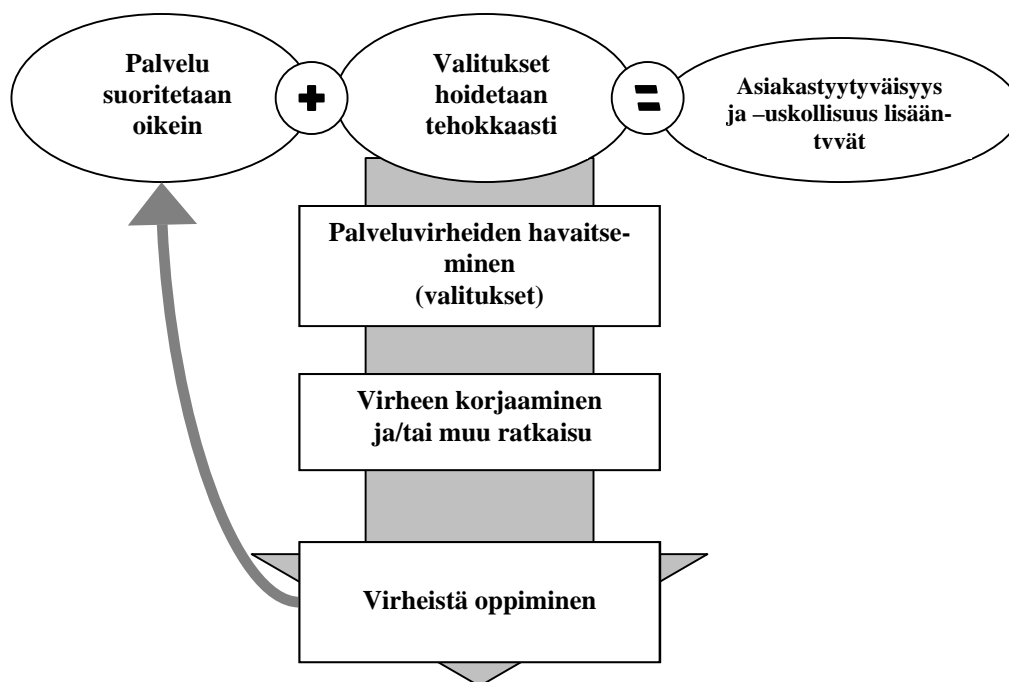 Palvelu
suoritetaan
oikein
+
Valitukset
hoidetaan
tehokkaasti
=
Asiakastyytyväisyys
ja –uskollisuus lisään-
tyvät
Palveluvirheiden havaitse-
minen
(valitukset)
Virheen korjaaminen
ja/tai muu ratkaisu
Virheistä oppiminen